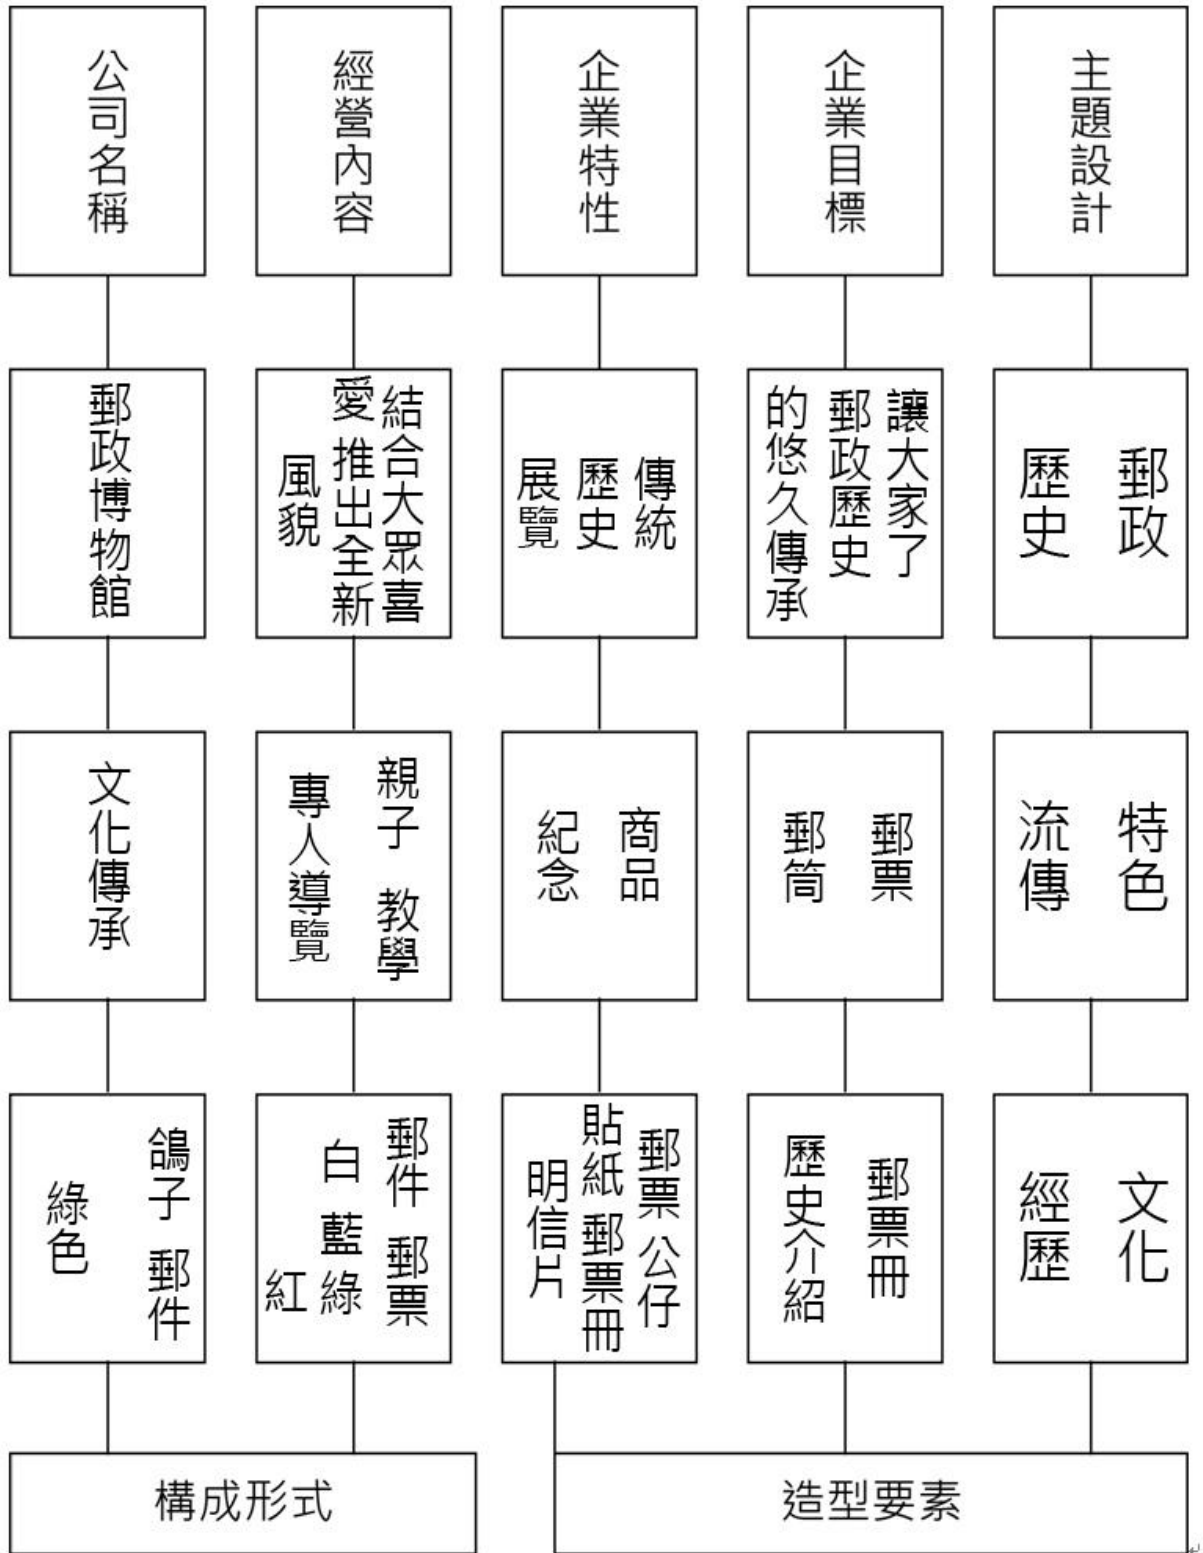 公司名稱
經營內容
企業特性
企業目標
主題設計
郵政博物館
結合大眾喜
愛 推出全新
風貌
傳統
歷史
展覽
讓大家了
郵政歷史
的悠久傳承
郵政
歷史
文化傳承
親子 教學
專人導覽
商品
紀念
郵票
郵筒
特色
流傳
鴿子 郵件
綠色
郵件 郵票
白 藍綠
紅
郵票 公仔
貼紙 郵票冊
明信片
郵票冊
歷史介紹
文化
經歷
構成形式
造型要素